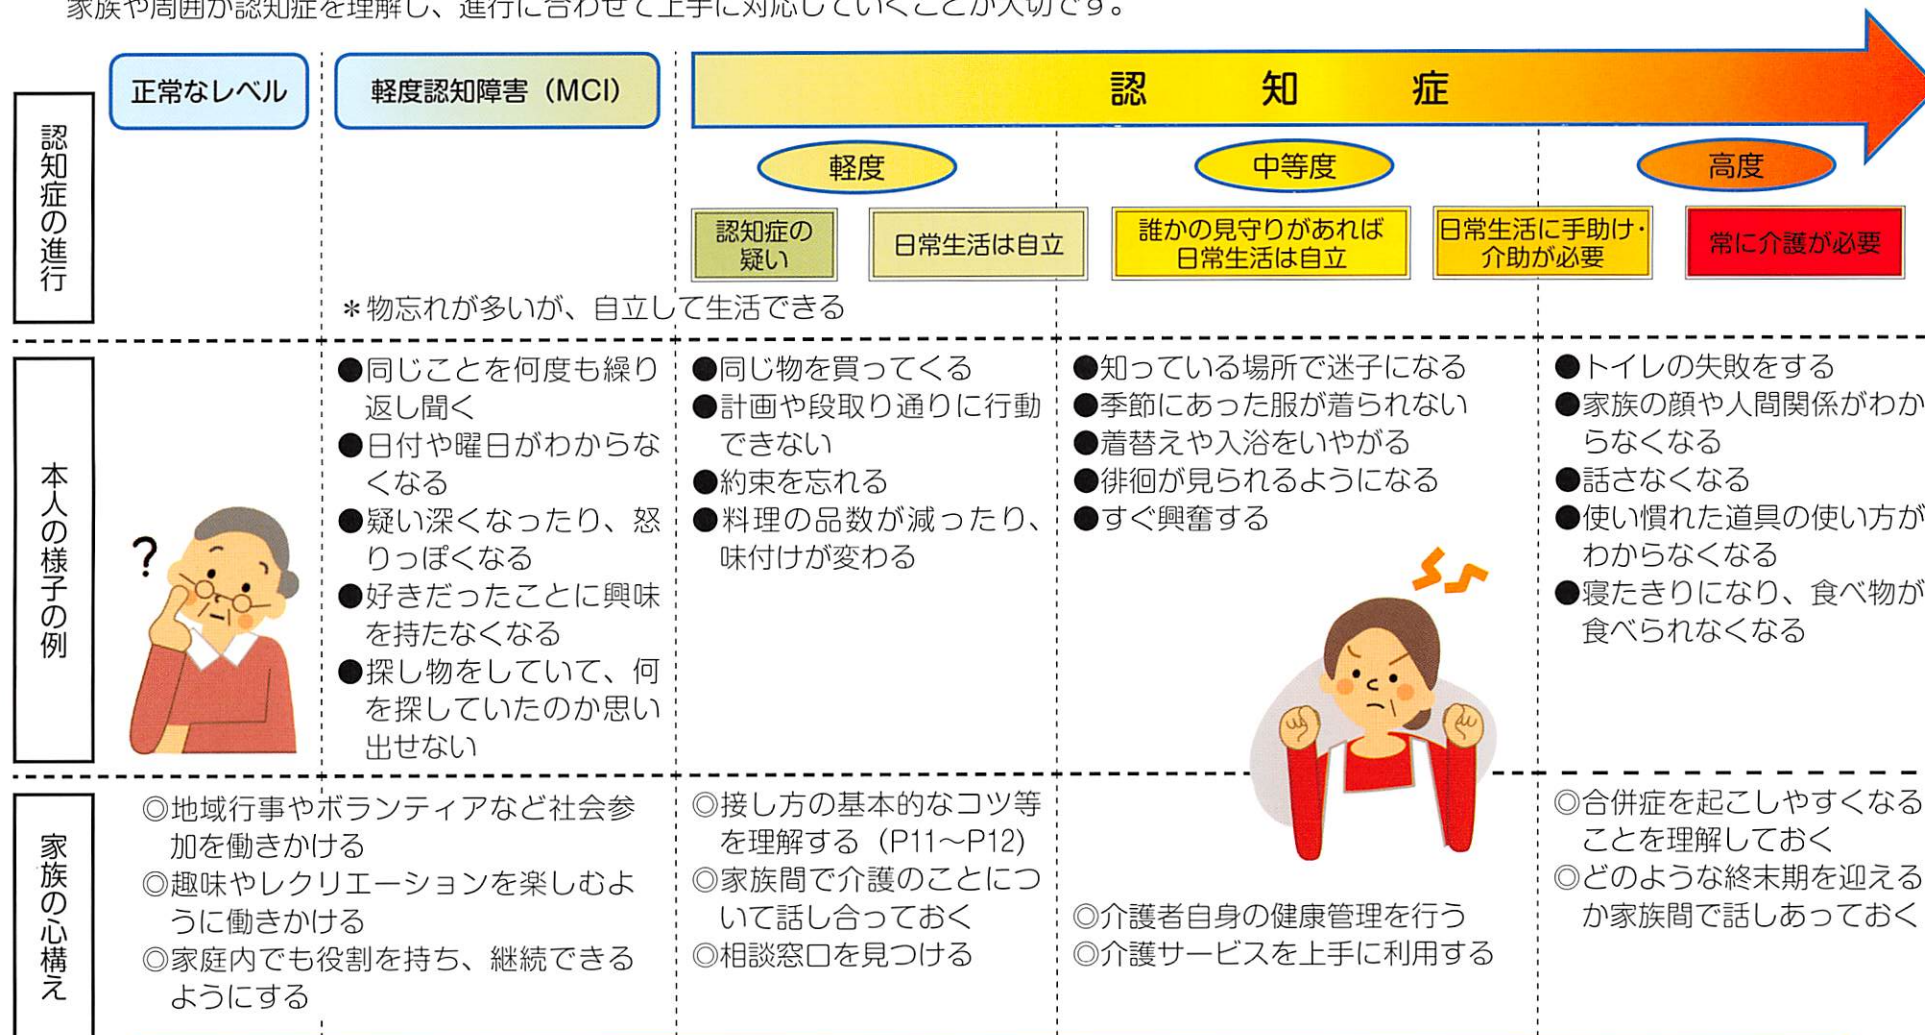 家族や周囲が認知症を理解し、進行に合わせて上手に対応していくことが大切です。
認知症の進行
正常なレベル
軽度認知障害（MCI）
認知症
軽度
中等度
高度
認知症の
疑い
日常生活は自立
誰かの見守りがあれば
日常生活は自立
日常生活に手助け・
介助が必要
常に介護が必要
＊物忘れが多いが、自立して生活できる
本人の様子の例
?
●同じことを何度も繰り
返し聞く
●日付や曜日がわからな
くなる
●疑い深くなったり、怒
りっぽくなる
●好きだったことに興味
を持たなくなる
●探し物をしていて、何
を探していたのか思い
出せない
●同じ物を買ってくる
●計画や段取り通りに行動
できない
●約束を忘れる
●料理の品数が減ったり、
味付けが変わる
●知っている場所で迷子になる
●季節にあった服が着られない
●着替えや入浴をいやがる
●徘徊が見られるようになる
●すぐ興奮する
●トイレの失敗をする
●家族の顔や人間関係がわか
らなくなる
●話さなくなる
●使い慣れた道具の使い方が
わからなくなる
●寝たきりになり、食べ物が
食べられなくなる
家族の心構え
◎地域行事やボランティアなど社会参
加を働きかける
◎趣味やレクリエーションを楽しむよ
うに働きかける
◎家庭内でも役割を持ち、継続できる
ようにする
◎接し方の基本的なコツ等
を理解する（P11～P12）
◎家族間で介護のことにつ
いて話し合っておく
◎相談窓口を見つける
◎介護者自身の健康管理を行う
◎介護サービスを上手に利用する
◎合併症を起こしやすくなる
ことを理解しておく
◎どのような終末期を迎える
か家族間で話しあっておく